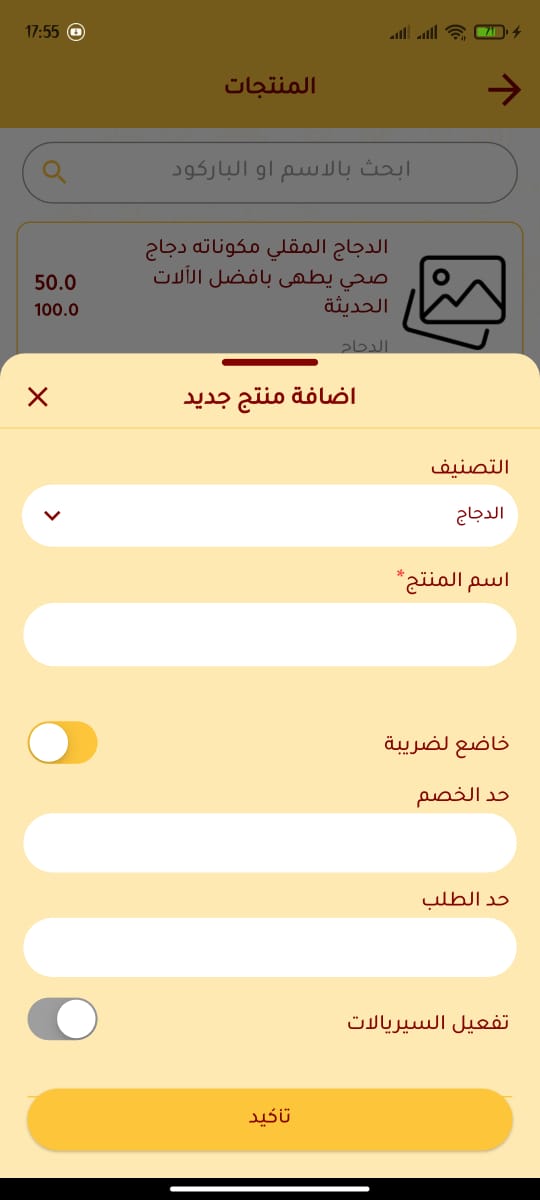 17:55
71
المنتجات
ابحث بالاسم او الباركود
الدجاج المقلي مكوناته دجاج
صحي يطهى بافضل الألات
الحديثة
50.0
100.0
الدجاج
اضافة منتج جديد
التصنيف
الدجاج
اسم المنتج*
خاضع لضريبة
حد الخصم
حد الطلب
تفعيل السيريالات
تاكيد